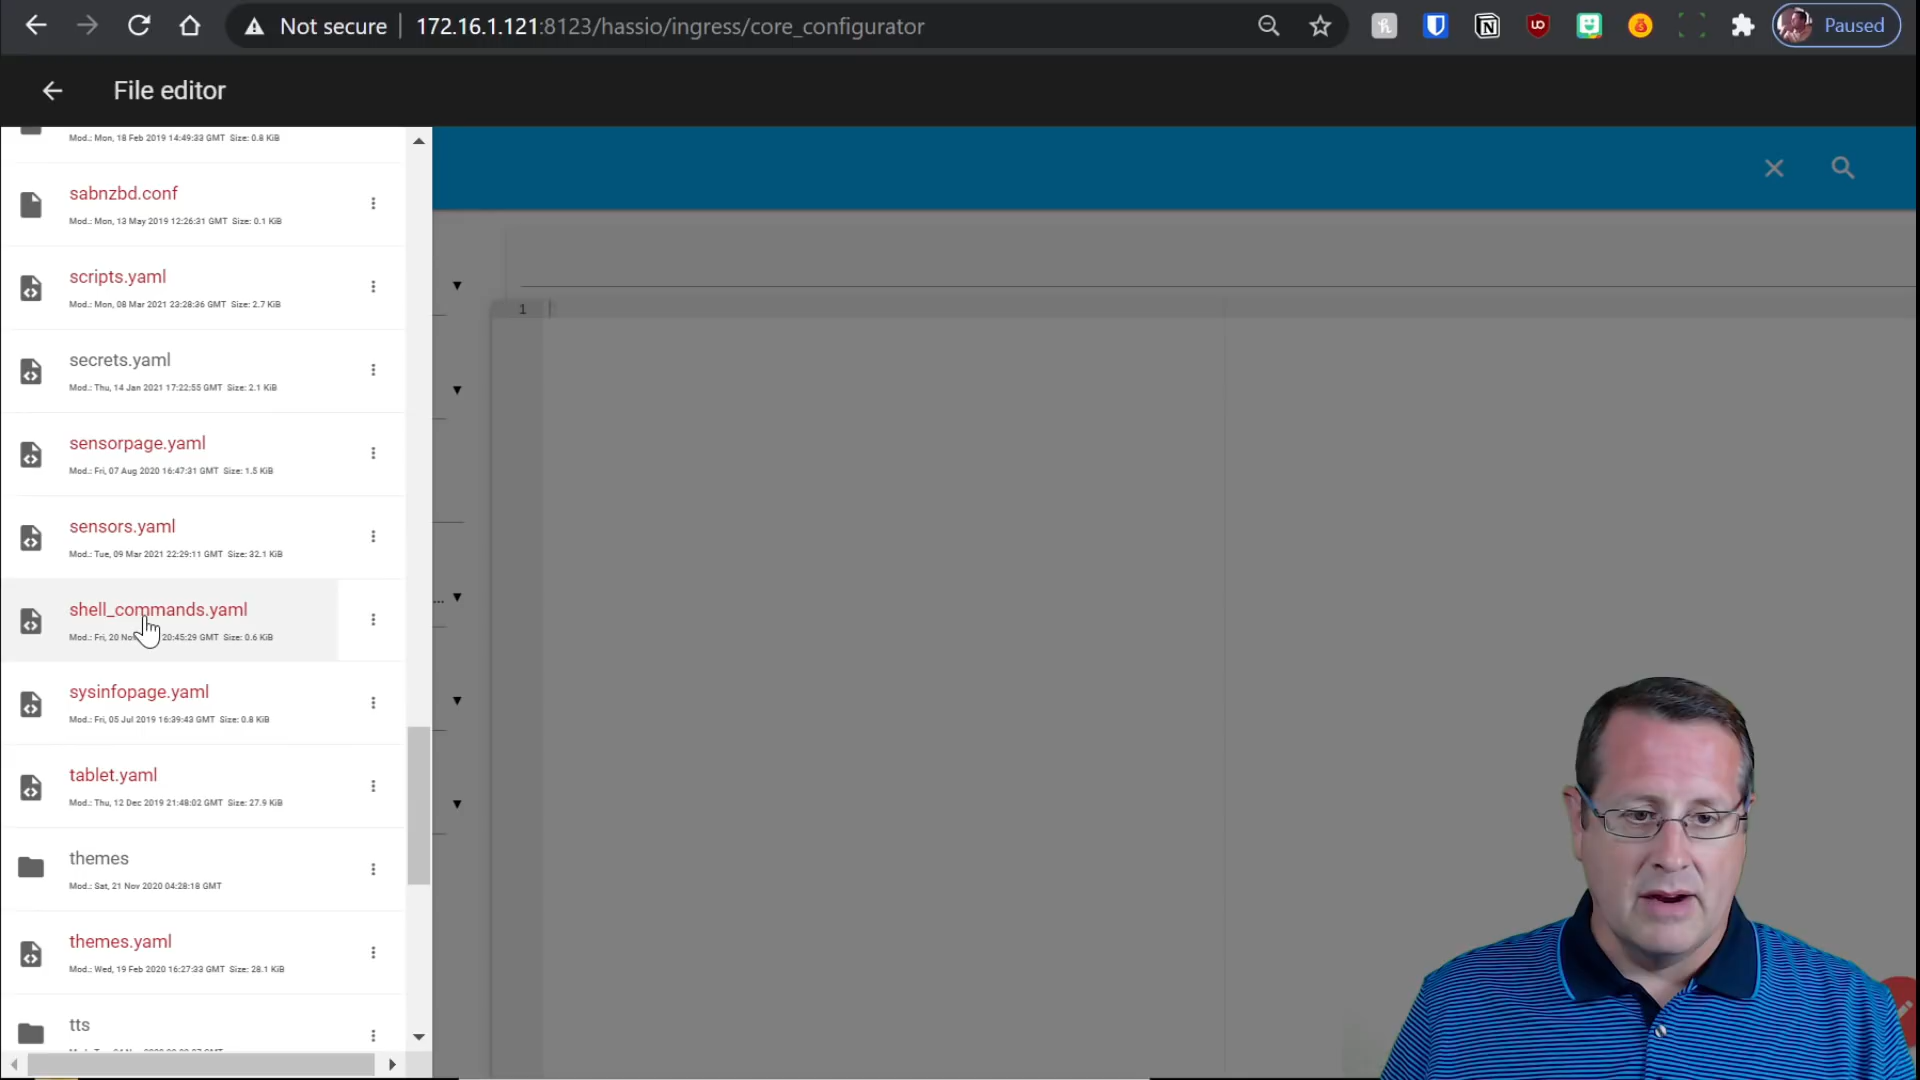 Not secure
172.16.1.121:8123/hassio/ingress/core_configurator
Paused
File editor
Mod.: Mon, 18 Feb 2019 14:49:33 GMT Size: 0.8 KiB
sabnzbd.conf
Mod.: Mon, 13 May 2019 12:26:31 GMT Size: 0.1 KiB
scripts.yaml
Mod.: Mon, 08 Mar 2021 23:28:36 GMT Size: 2.7 KiB
secrets.yaml
Mod.: Thu, 14 Jan 2021 17:22:55 GMT Size: 2.1 KiB
sensorpage.yaml
Mod.: Fri, 07 Aug 2020 16:47:31 GMT Size: 1.5 KiB
sensors.yaml
Mod.: Tue, 09 Mar 2021 22:29:11 GMT Size: 32.1 KiB
shell_commands.yaml
Mod.: Fri, 20 20:45:29 GMT Size: 0.6 KiB
sysinfopage.yaml
Mod.: Fri, 05 Jul 2019 16:39:43 GMT Size: 0.8 KiB
tablet.yaml
Mod.: Thu, 12 Dec 2019 21:48:02 GMT Size: 27.9 KiB
themes
Mod.: Sat, 21 Nov 2020 04:28:18 GMT
themes.yaml
Mod.: Wed, 19 Feb 2020 16:27:33 GMT Size: 28.1 KiB
tts
1
...